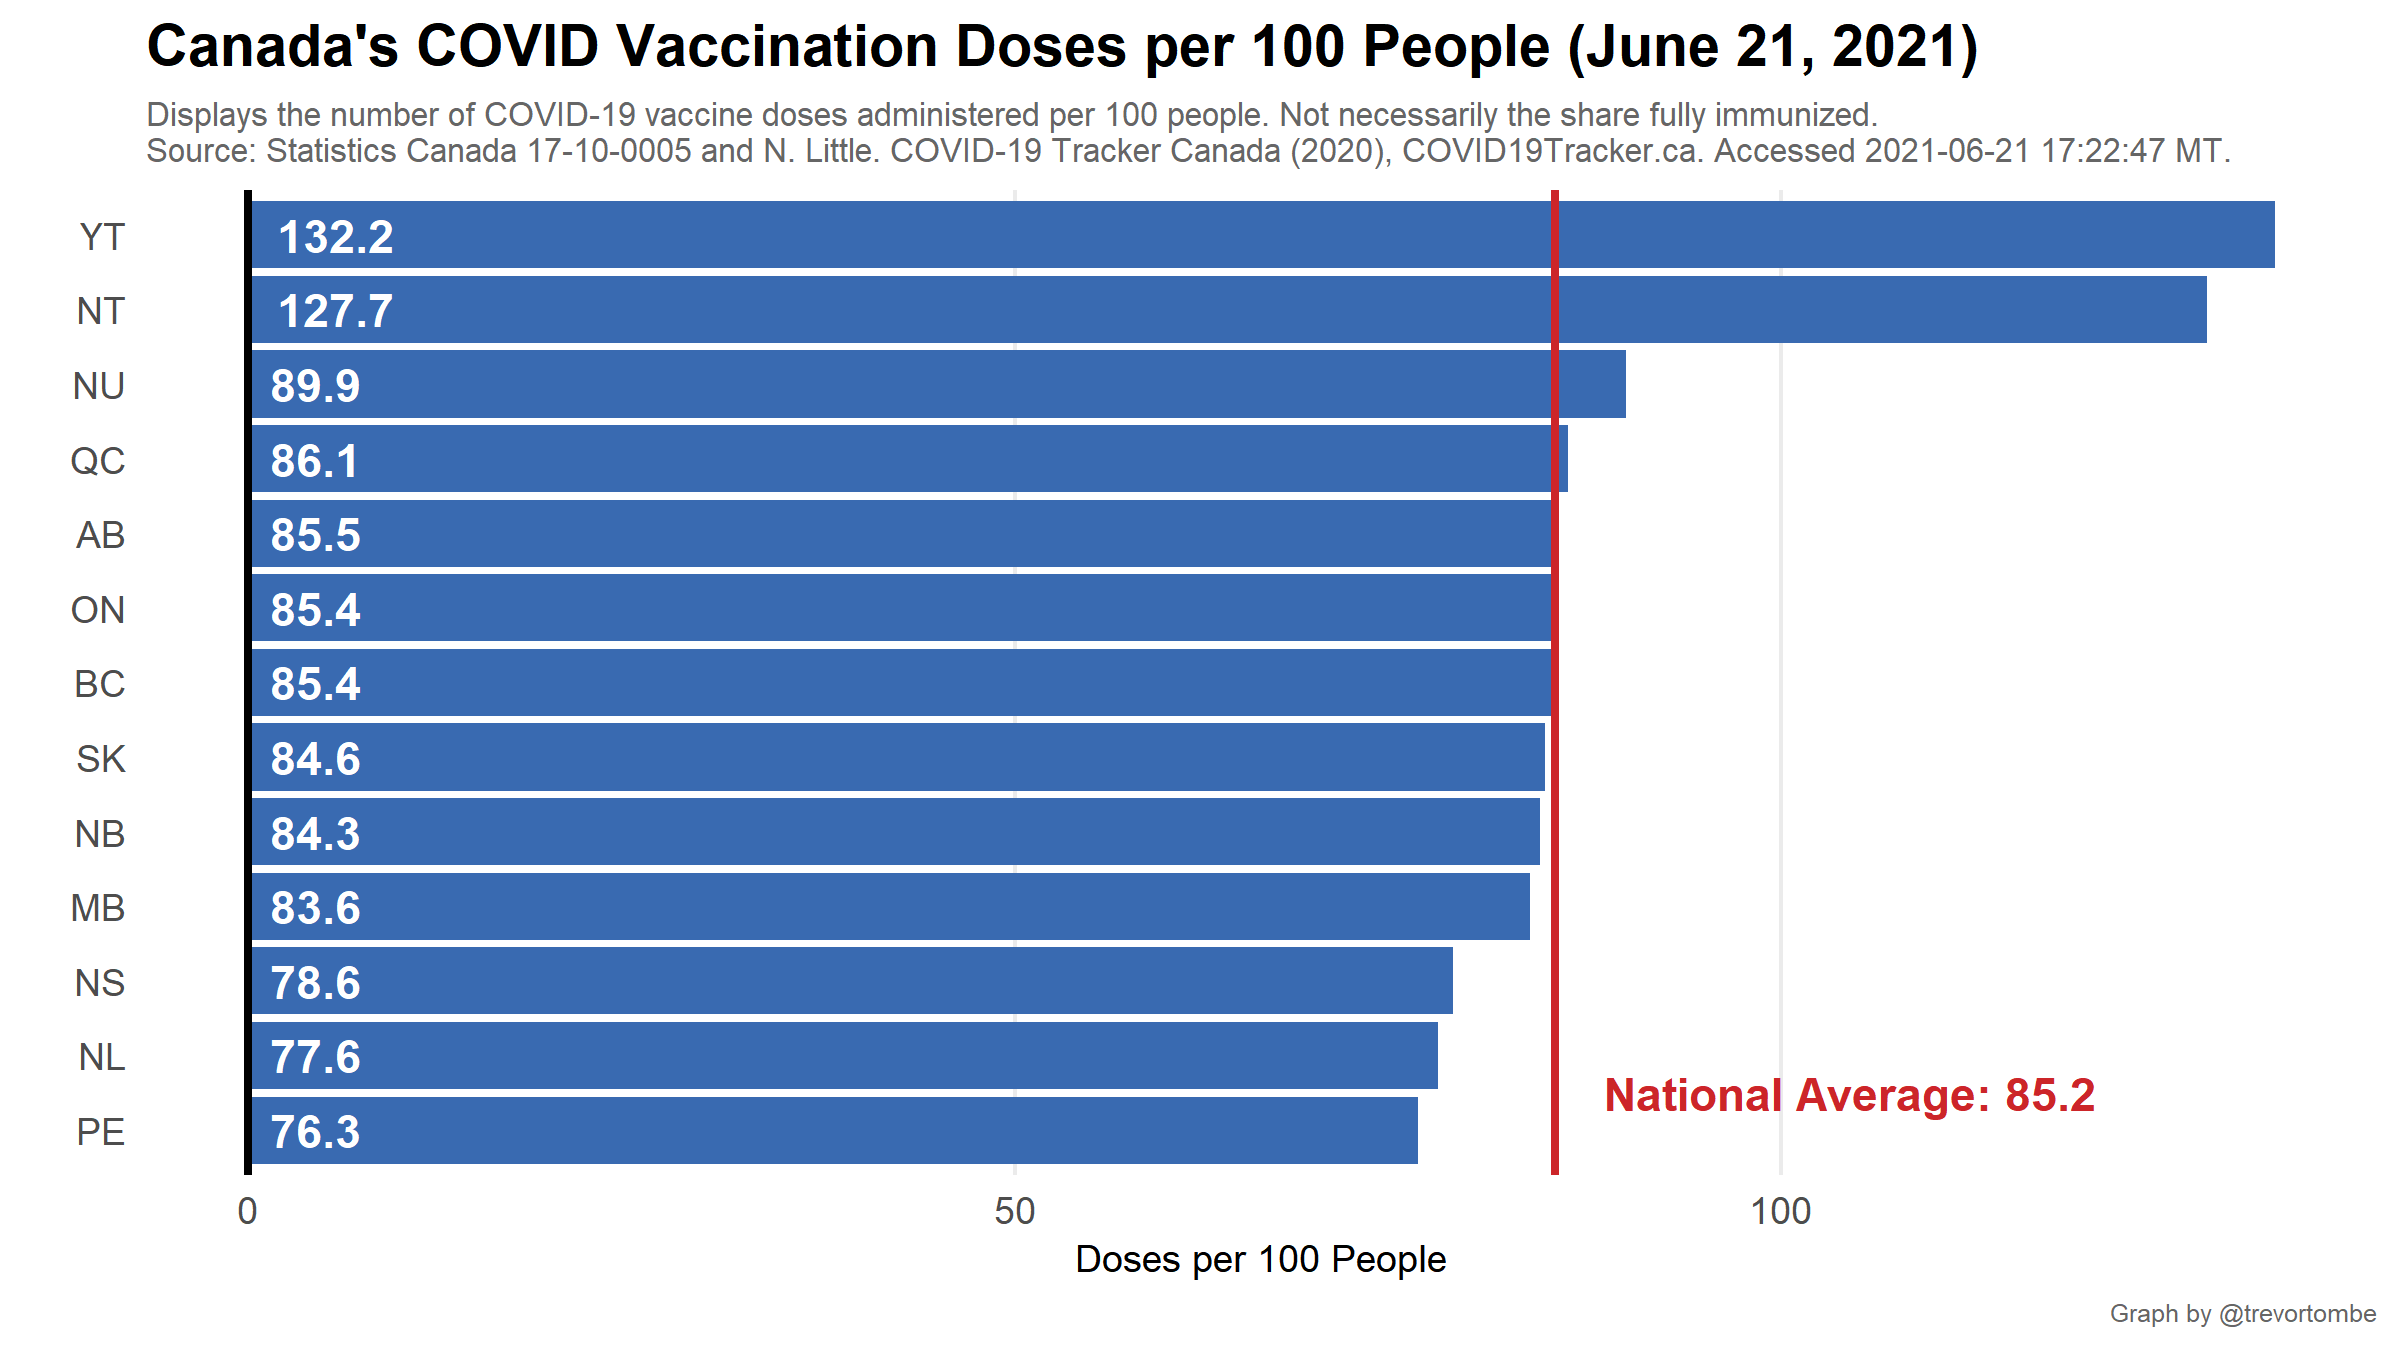 Canada's COVID Vaccination Doses per 100 People (June 21, 2021)
Displays the number of COVID-19 vaccine doses administered per 100 people. Not necessarily the share fully immunized.
Source: Statistics Canada 17-10-0005 and N. Little. COVID-19 Tracker Canada (2020), COVID19Tracker.ca. Accessed 2021-06-21 17:22:47 MT.
YT 132.2
NT 127.7
NU 89.9
QC 86.1
AB 85.5
ON 85.4
BC 85.4
SK 84.6
NB 84.3
MB 83.6
NS 78.6
NL 77.6
National Average: 85.2
PE 76.3
0 50 100
Doses per 100 People
Graph by @trevortombe